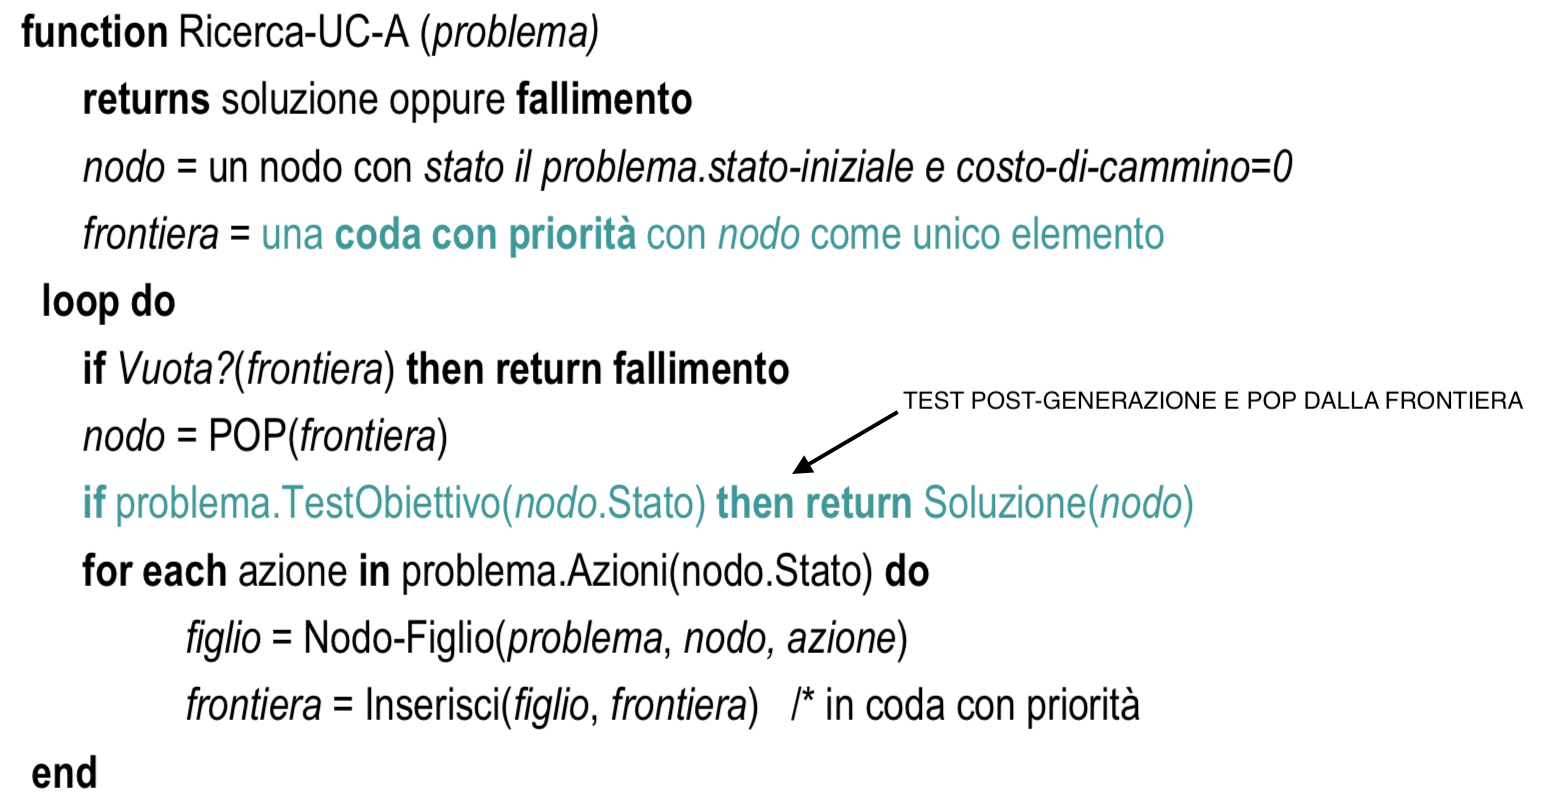 function Ricerca-UC-A (problema)
returns soluzione oppure fallimento
nodo = un nodo con stato il problema.stato-iniziale e costo-di-cammino=0
frontiera = una coda con priorità con nodo come unico elemento
loop do
if Vuota?(frontiera) then return fallimento
TEST POST-GENERAZIONE E POP DALLA FRONTIERA
nodo = POP(frontiera)
if problema.TestObiettivo(nodo.Stato) then return Soluzione(nodo)
for each azione in problema.Azioni(nodo.Stato) do
figlio = Nodo-Figlio(problema, nodo, azione)
frontiera = Inserisci(figlio, frontiera) /* in coda con priorità
end